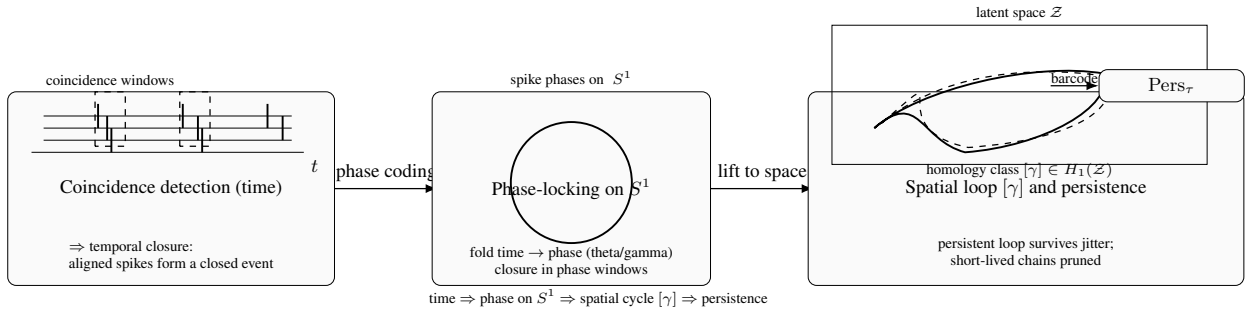 coincidence windows
t
Coincidence detection (time)
⇒ temporal closure:
aligned spikes form a closed event
phase coding
spike phases on S¹
Phase-locking on S¹
fold time → phase (theta/gamma)
closure in phase windows
lift to space
latent space 𝒵
barcode
Pers_τ
homology class [γ] ∈ H₁(𝒵)
Spatial loop [γ] and persistence
persistent loop survives jitter;
short-lived chains pruned
time ⇒ phase on S¹ ⇒ spatial cycle [γ] ⇒ persistence